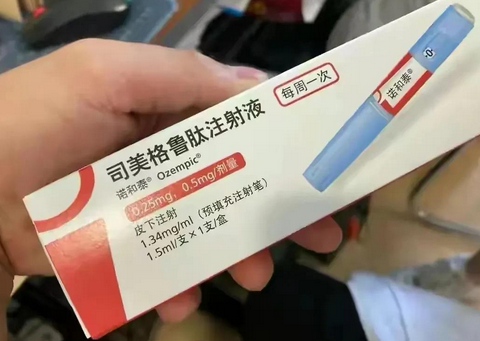 每周一次
司美格鲁肽注射液
诺和泰® Ozempic®
0.25mg、0.5mg/剂量
皮下注射
1.34mg/ml（预填充注射笔）
1.5ml/支×1支/盒
诺和泰®